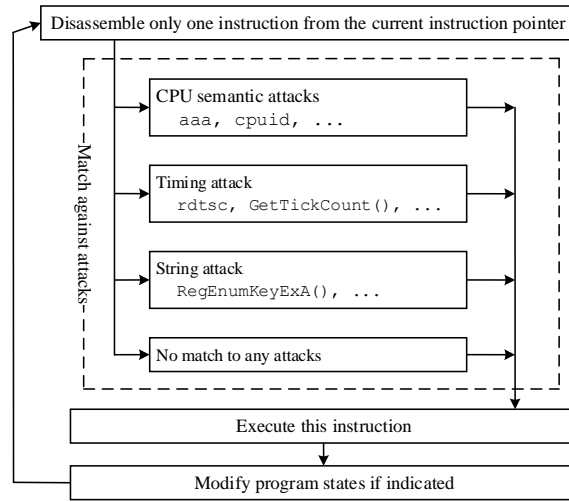 Disassemble only one instruction from the current instruction pointer
Match against attacks
CPU semantic attacks
aaa, cpuid, ...
Timing attack
rdtsc, GetTickCount(), ...
String attack
RegEnumKeyExA(), ...
No match to any attacks
Execute this instruction
Modify program states if indicated